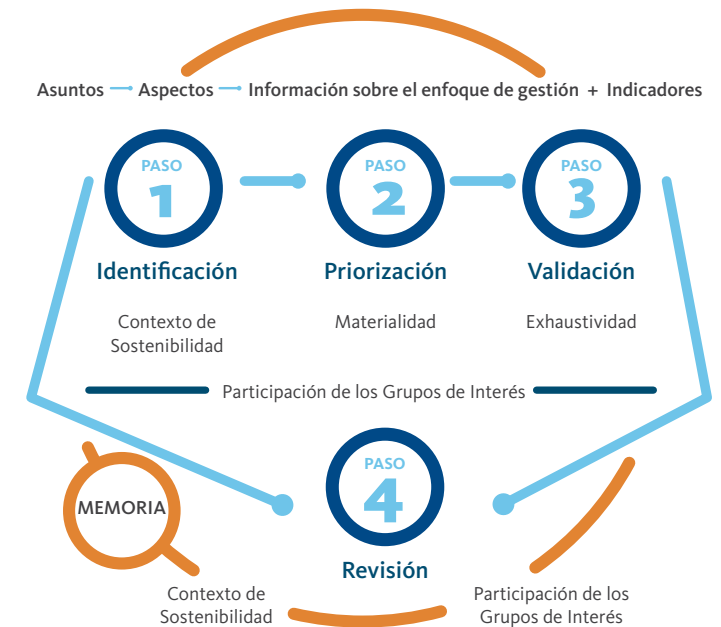 Asuntos Aspectos Información sobre el enfoque de gestión + Indicadores
PASO
1
PASO
2
PASO
3
Identificación
Priorización
Validación
Contexto de
Sostenibilidad
Materialidad
Exhaustividad
Participación de los Grupos de Interés
PASO
4
MEMORIA
Revisión
Contexto de
Sostenibilidad
Participación de los
Grupos de Interés